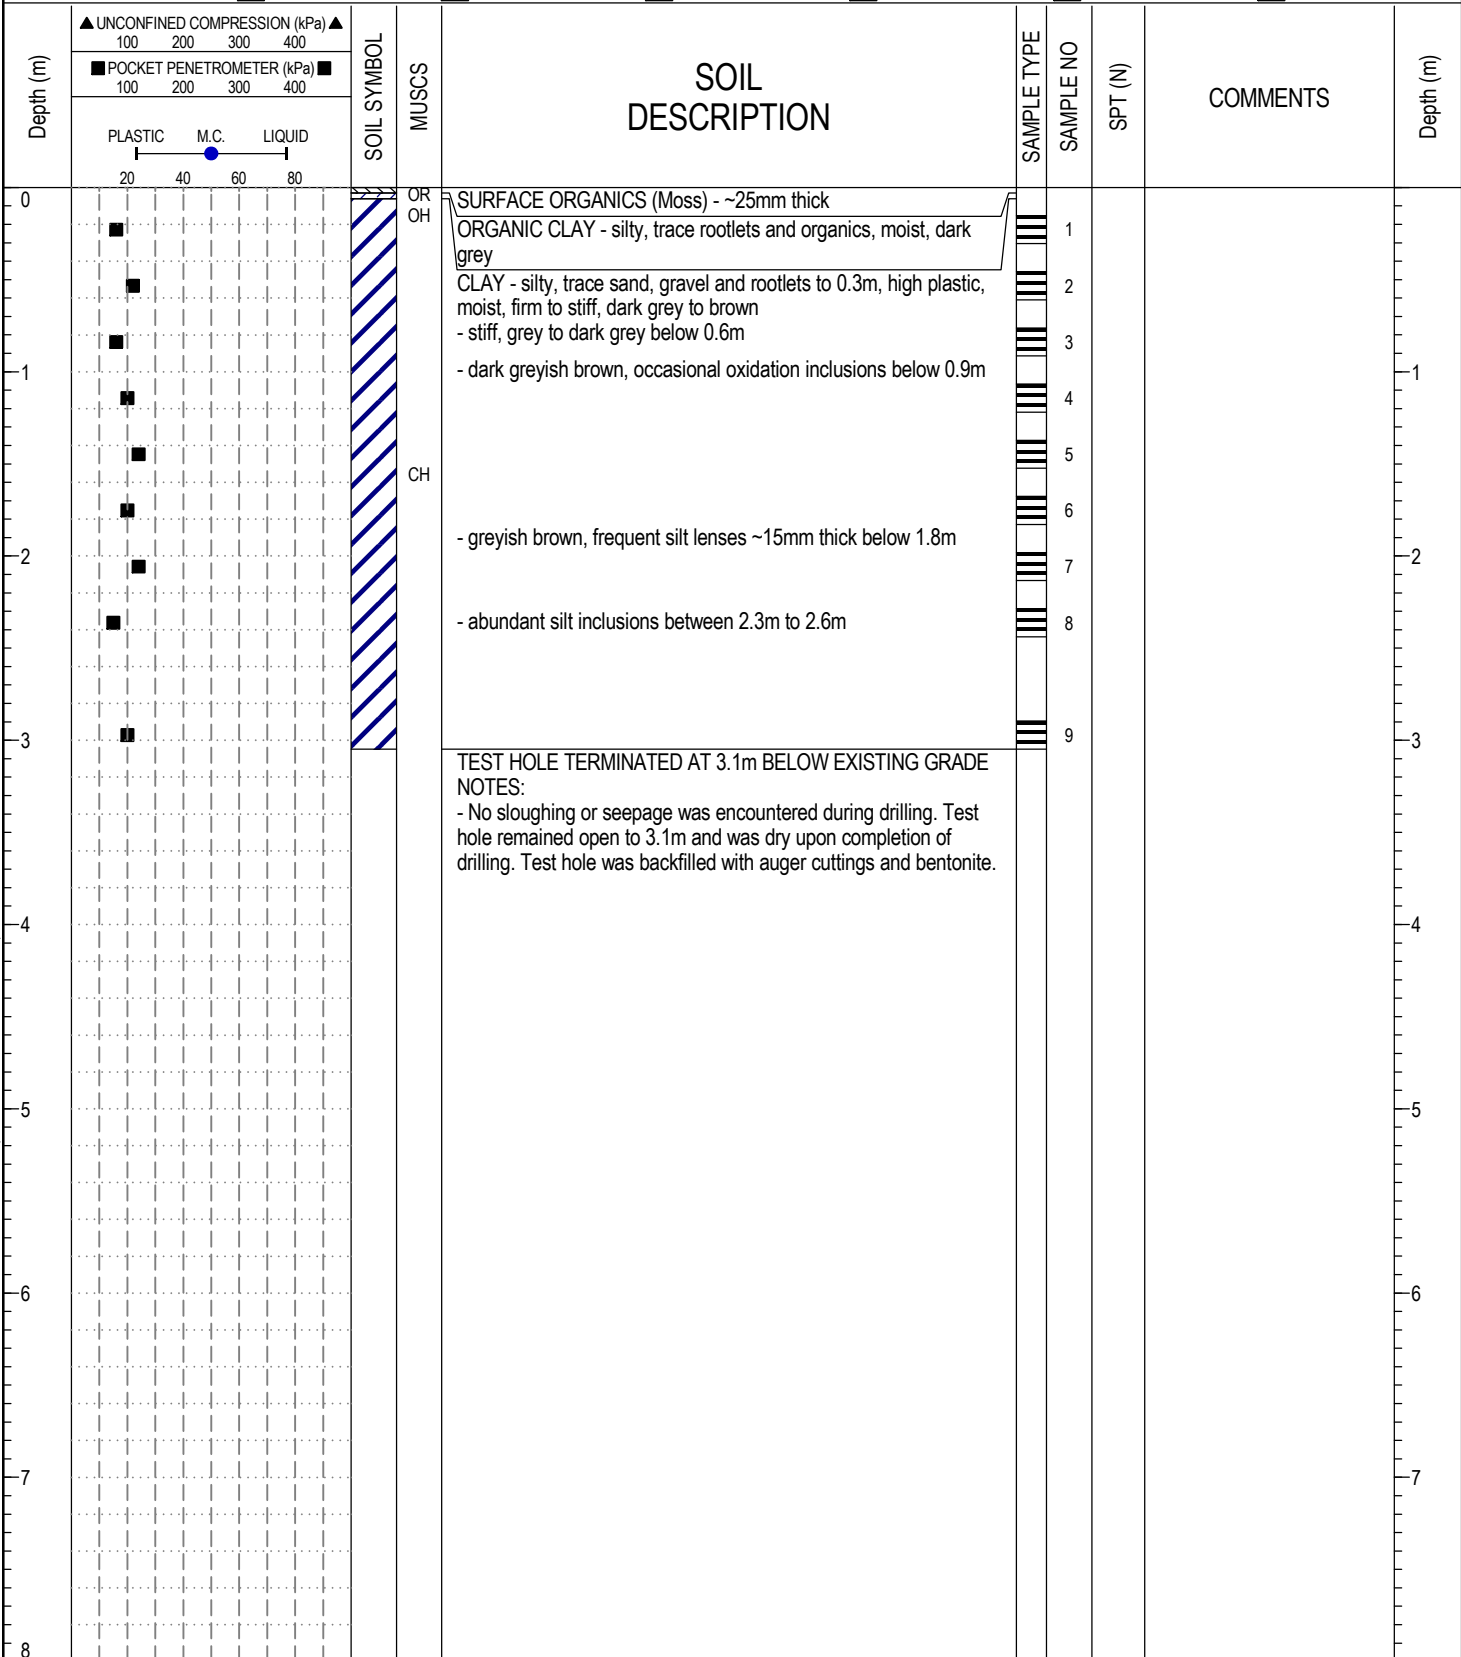 ▲ UNCONFINED COMPRESSION (kPa) ▲
100 200 300 400
■ POCKET PENETROMETER (kPa) ■
100 200 300 400
PLASTIC M.C. LIQUID
20 40 60 80
Depth (m)
SOIL SYMBOL
MUSCS
SOIL
DESCRIPTION
SAMPLE TYPE
SAMPLE NO
SPT (N)
COMMENTS
Depth (m)
0
OR
SURFACE ORGANICS (Moss) - ~25mm thick
OH
ORGANIC CLAY - silty, trace rootlets and organics, moist, dark
grey
1
CLAY - silty, trace sand, gravel and rootlets to 0.3m, high plastic,
moist, firm to stiff, dark grey to brown
2
- stiff, grey to dark grey below 0.6m
3
1
- dark greyish brown, occasional oxidation inclusions below 0.9m
1
4
5
CH
6
- greyish brown, frequent silt lenses ~15mm thick below 1.8m
2
7
2
- abundant silt inclusions between 2.3m to 2.6m
8
3
9
3
TEST HOLE TERMINATED AT 3.1m BELOW EXISTING GRADE
NOTES:
- No sloughing or seepage was encountered during drilling. Test
hole remained open to 3.1m and was dry upon completion of
drilling. Test hole was backfilled with auger cuttings and bentonite.
4
4
5
5
6
6
7
7
8